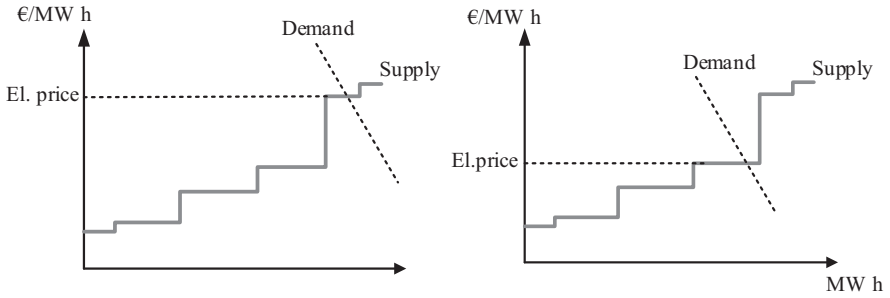 €/MW h
Demand
Supply
El. price
€/MW h
Demand
Supply
El.price
MW h